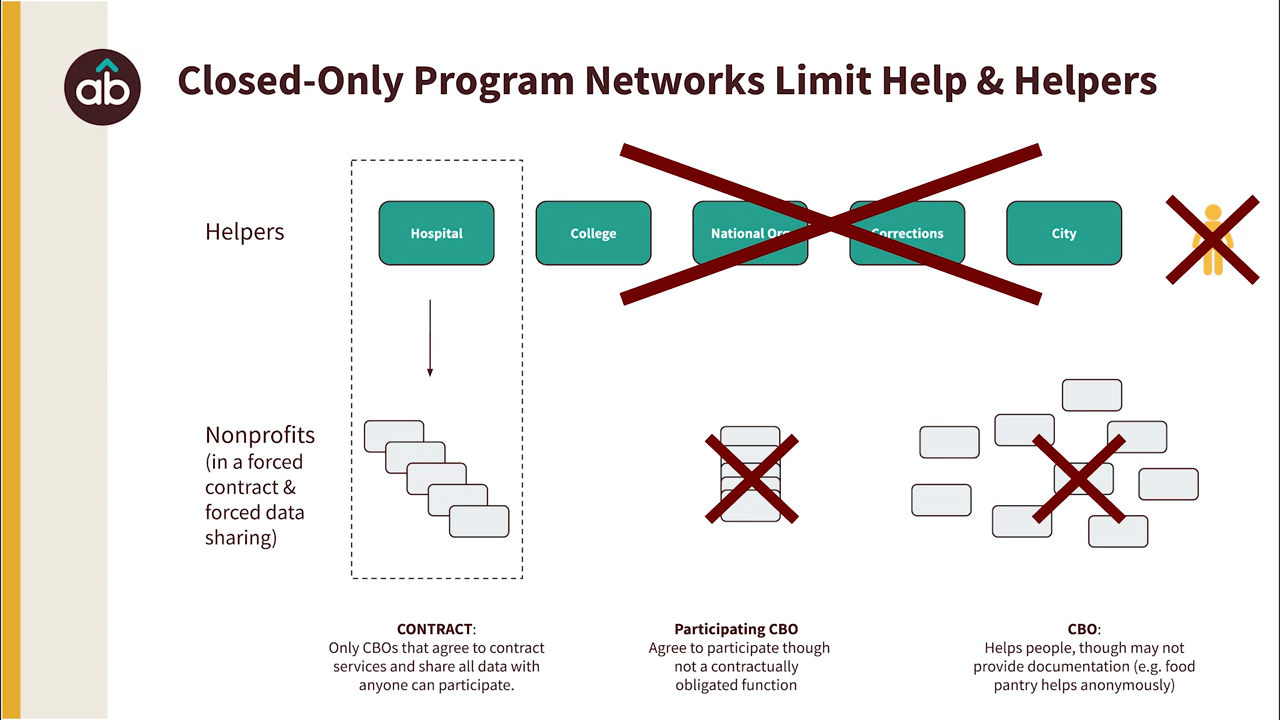 ab
Closed-Only Program Networks Limit Help & Helpers
Helpers
Hospital
College
National Org
Corrections
City
Nonprofits
(in a forced
contract &
forced data
sharing)
CONTRACT:
Only CBOs that agree to contract
services and share all data with
anyone can participate.
Participating CBO
Agree to participate though
not a contractually
obligated function
CBO:
Helps people, though may not
provide documentation (e.g. food
pantry helps anonymously)